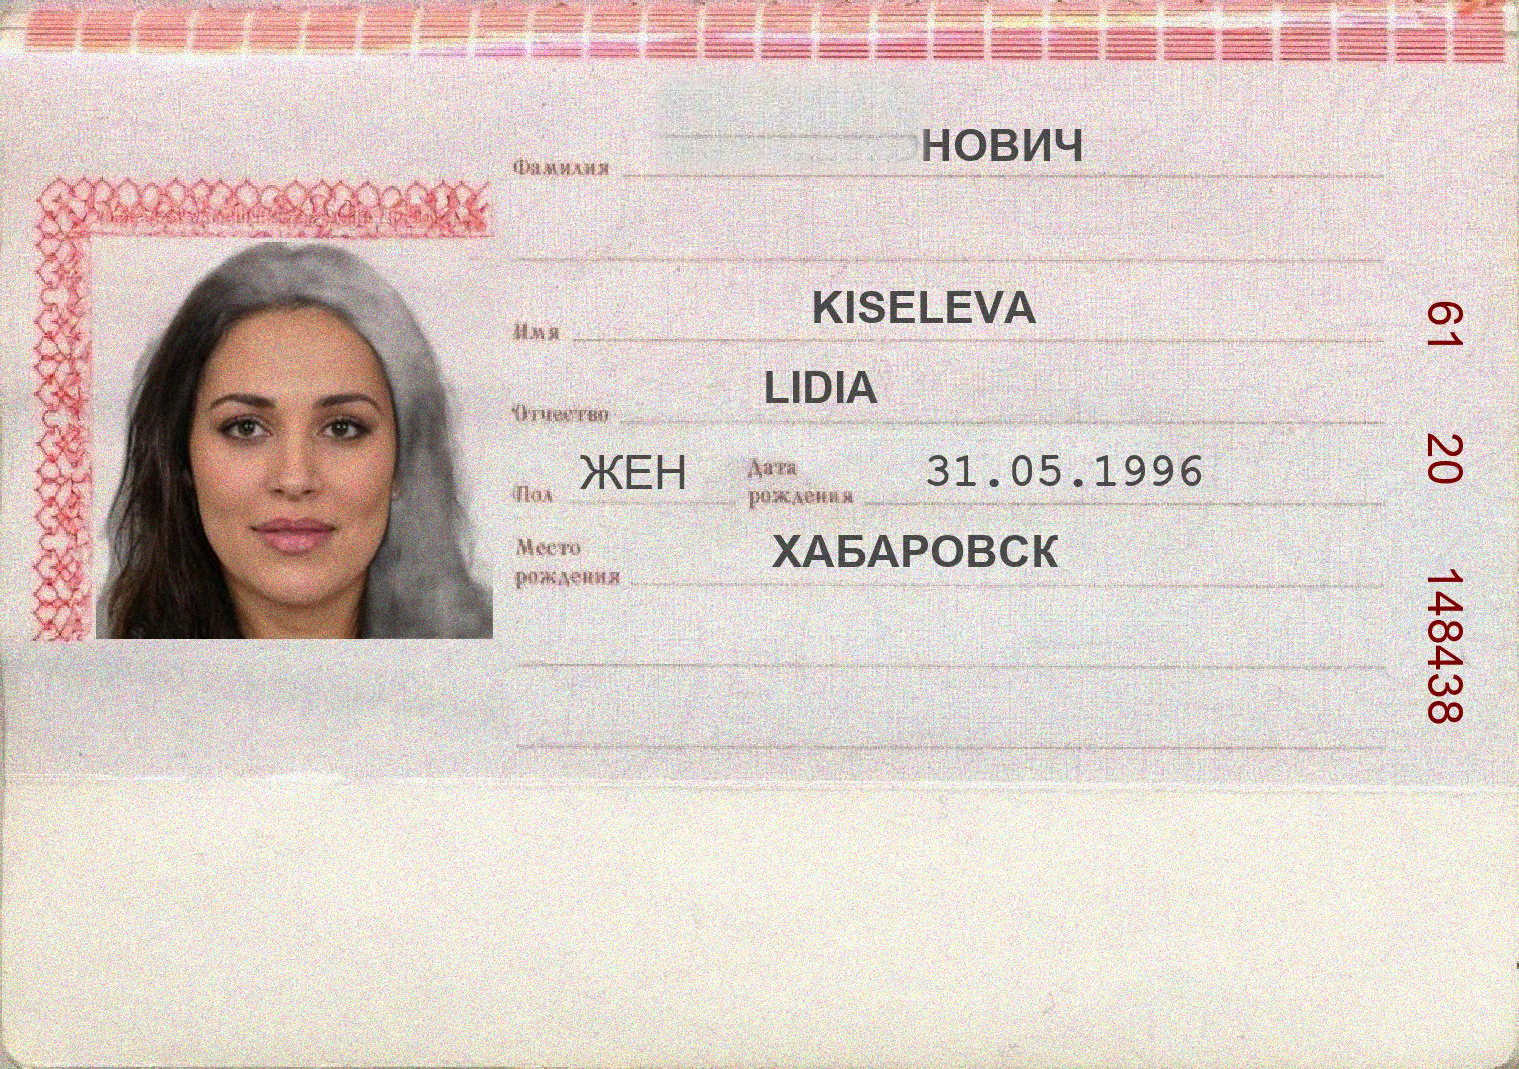 Фамилия НОВИЧ
Имя KISELEVA
Отчество LIDIA
Пол ЖЕН Дата рождения 31.05.1996
Место рождения ХАБАРОВСК
61 20 148438